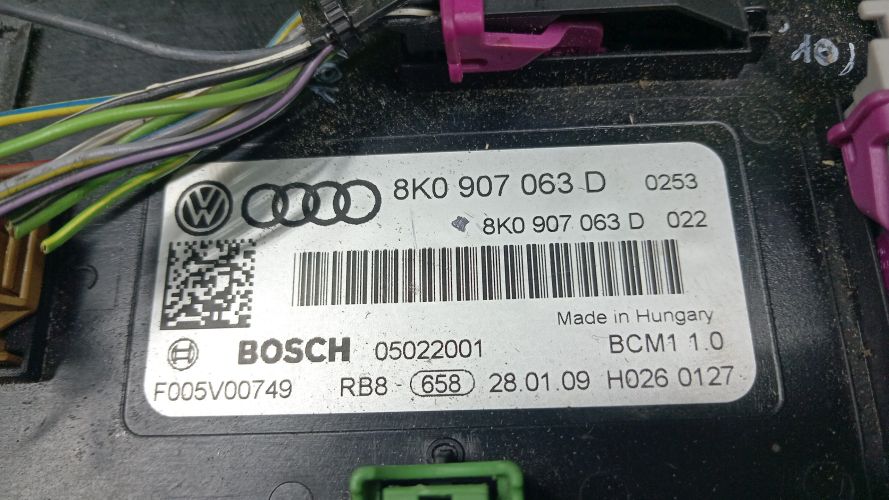 8K0 907 063 D 0253
8K0 907 063 D 022
Made in Hungary
BOSCH 05022001 BCM1 1.0
F005V00749 RB8- 658 28.01.09 H026 0127